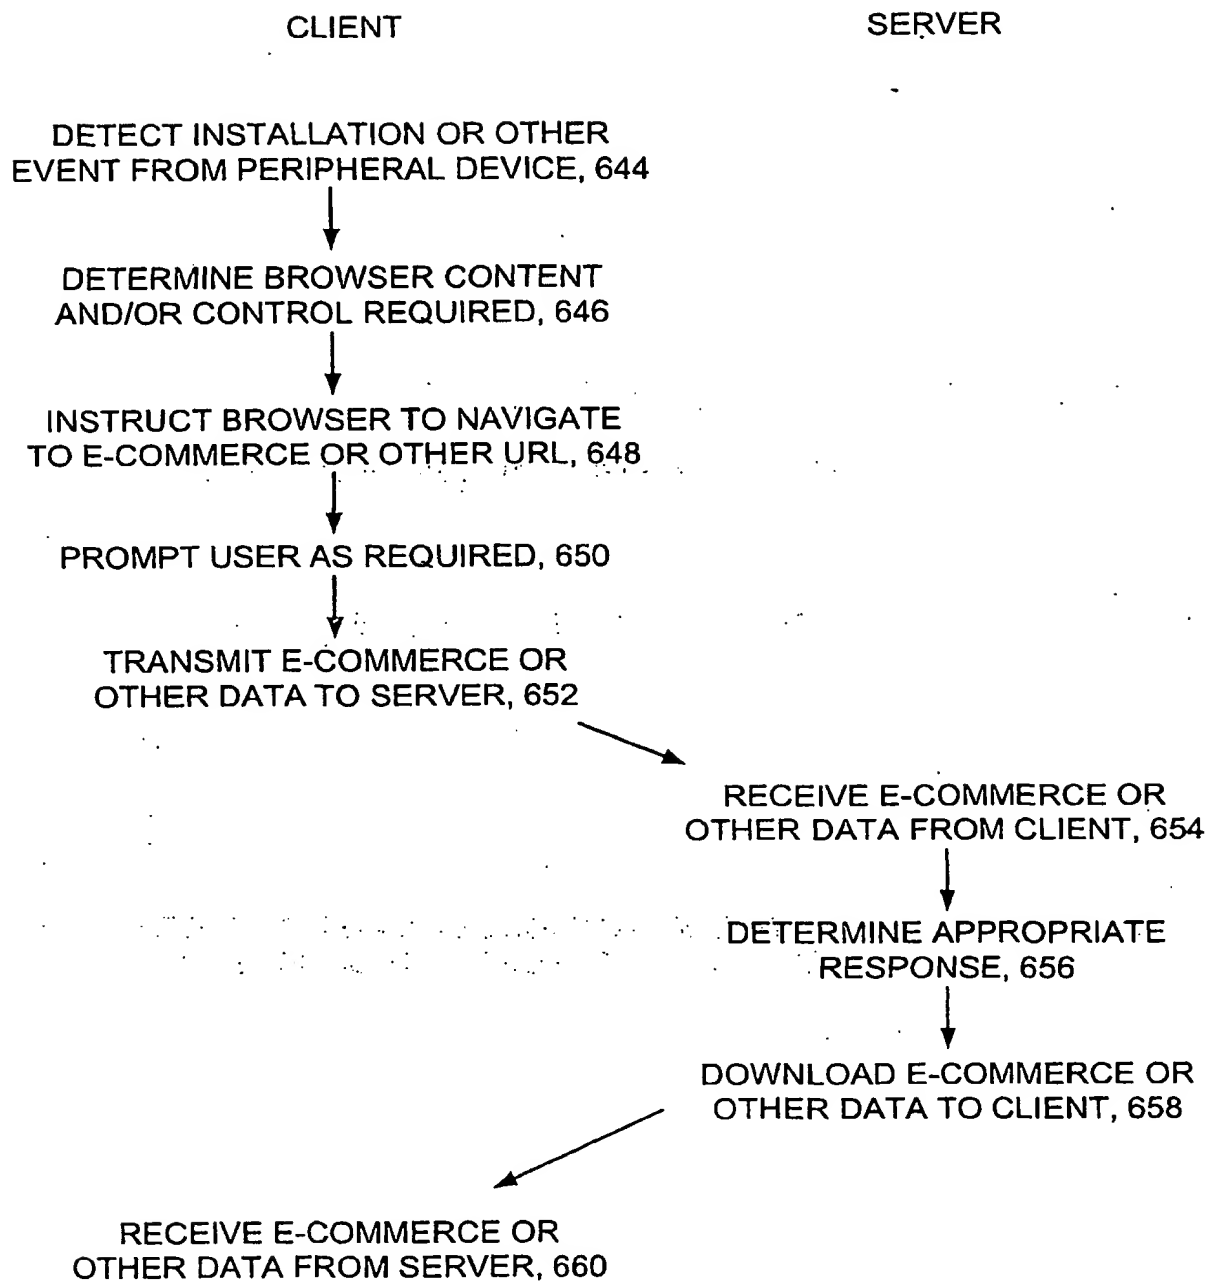 CLIENT
SERVER
DETECT INSTALLATION OR OTHER
EVENT FROM PERIPHERAL DEVICE, 644
DETERMINE BROWSER CONTENT
AND/OR CONTROL REQUIRED, 646
INSTRUCT BROWSER TO NAVIGATE
TO E-COMMERCE OR OTHER URL, 648
PROMPT USER AS REQUIRED, 650
TRANSMIT E-COMMERCE OR
OTHER DATA TO SERVER, 652
RECEIVE E-COMMERCE OR
OTHER DATA FROM CLIENT, 654
DETERMINE APPROPRIATE
RESPONSE, 656
DOWNLOAD E-COMMERCE OR
OTHER DATA TO CLIENT, 658
RECEIVE E-COMMERCE OR
OTHER DATA FROM SERVER, 660